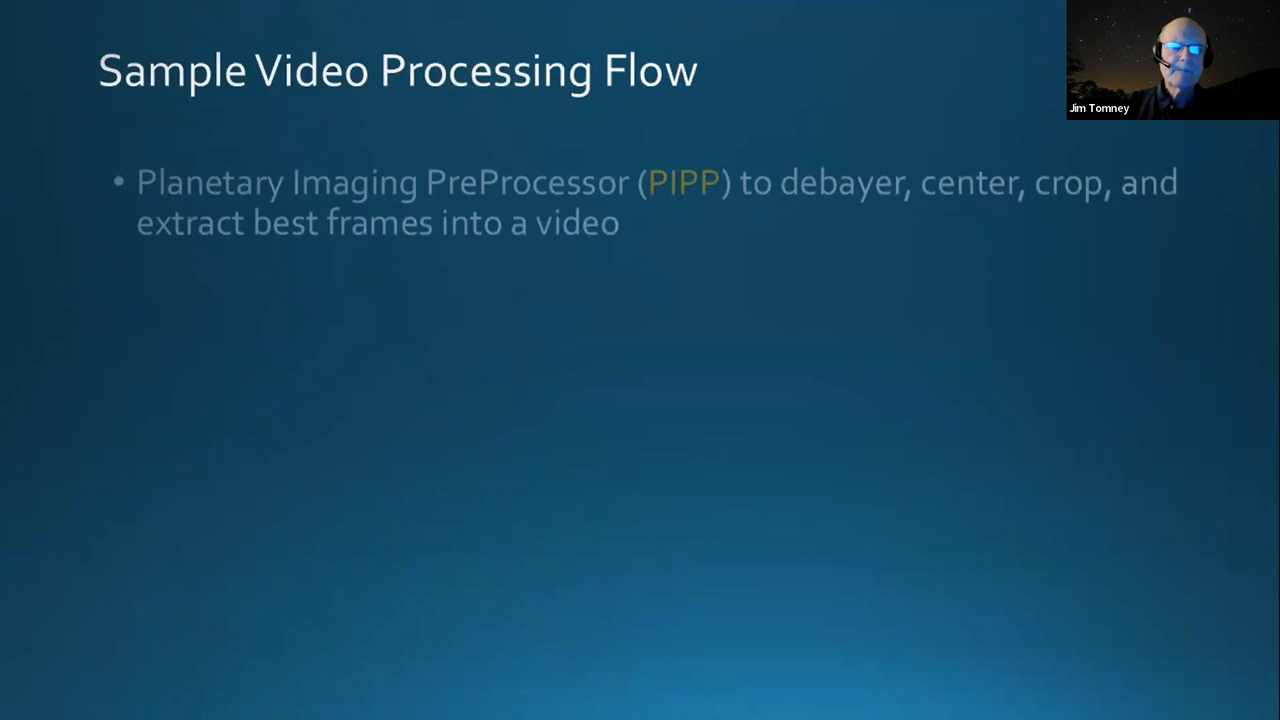 Sample Video Processing Flow
Jim Tomney
• Planetary Imaging PreProcessor (PIPP) to debayer, center, crop, and
extract best frames into a video